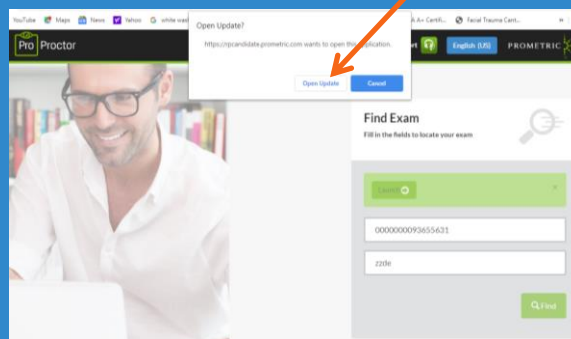 YouTube Maps News Yahoo
Open Update?
https://rpcandidate.prometric.com wants to open this application.
Open Update Cancel
Pro Proctor
English (US) PROMETRIC
Find Exam
Fill in the fields to locate your exam
0000000093655631
zzde
Find